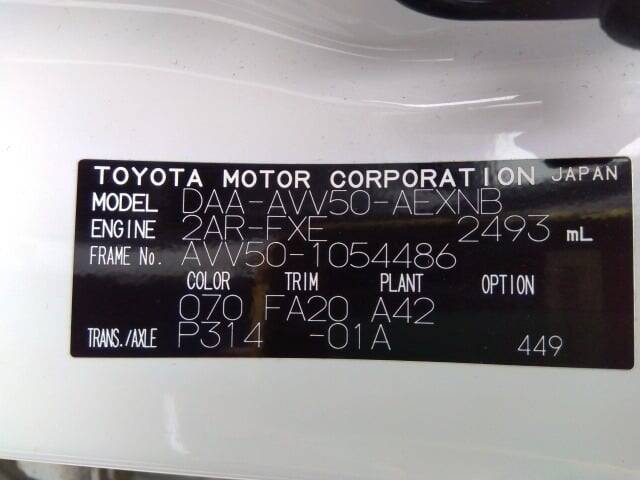 TOYOTA MOTOR CORPORATION JAPAN
MODEL DAA-AVV50-AEXNB
ENGINE 2AR-FXE 2493 mL
FRAME No. AVV50-1054486
COLOR TRIM PLANT OPTION
070 FA20 A42
TRANS./AXLE P314 -01A 449